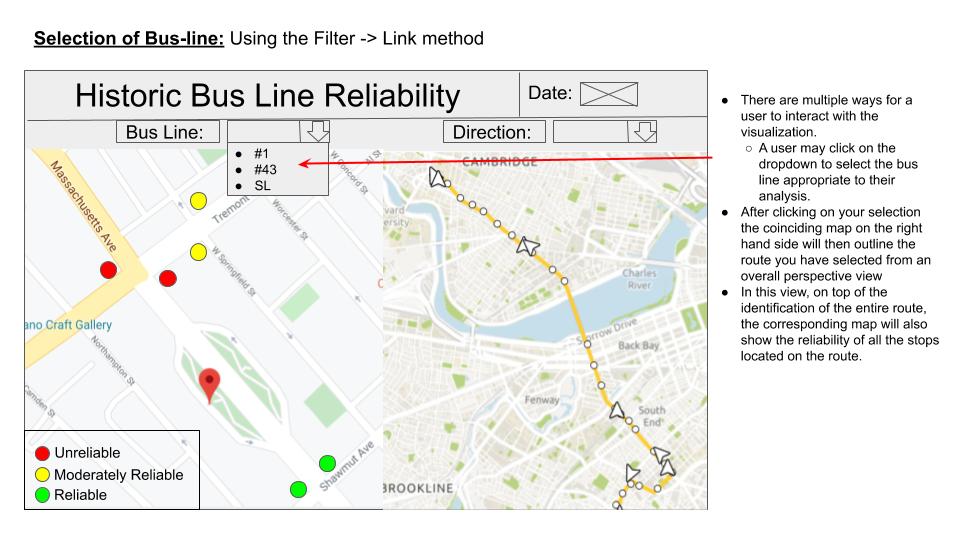 Selection of Bus-line: Using the Filter -> Link method
Historic Bus Line Reliability
Date:
Bus Line:
Direction:
● #1
● #43
● SL
Massachusetts Ave
Tremont
W Concord St
Worcester St
W Springfield St
ano Craft Gallery
Northampton St
Camden St
Shawmut Ave
Unreliable
Moderately Reliable
Reliable
CAMBRIDGE
vard
ersity
Charles
River
Storrow Drive
Back Bay
Fenway
South
End
BROOKLINE
● There are multiple ways for a
user to interact with the
visualization.
○ A user may click on the
dropdown to select the bus
line appropriate to their
analysis.
● After clicking on your selection
the coinciding map on the right
hand side will then outline the
route you have selected from an
overall perspective view
● In this view, on top of the
identification of the entire route,
the corresponding map will also
show the reliability of all the stops
located on the route.